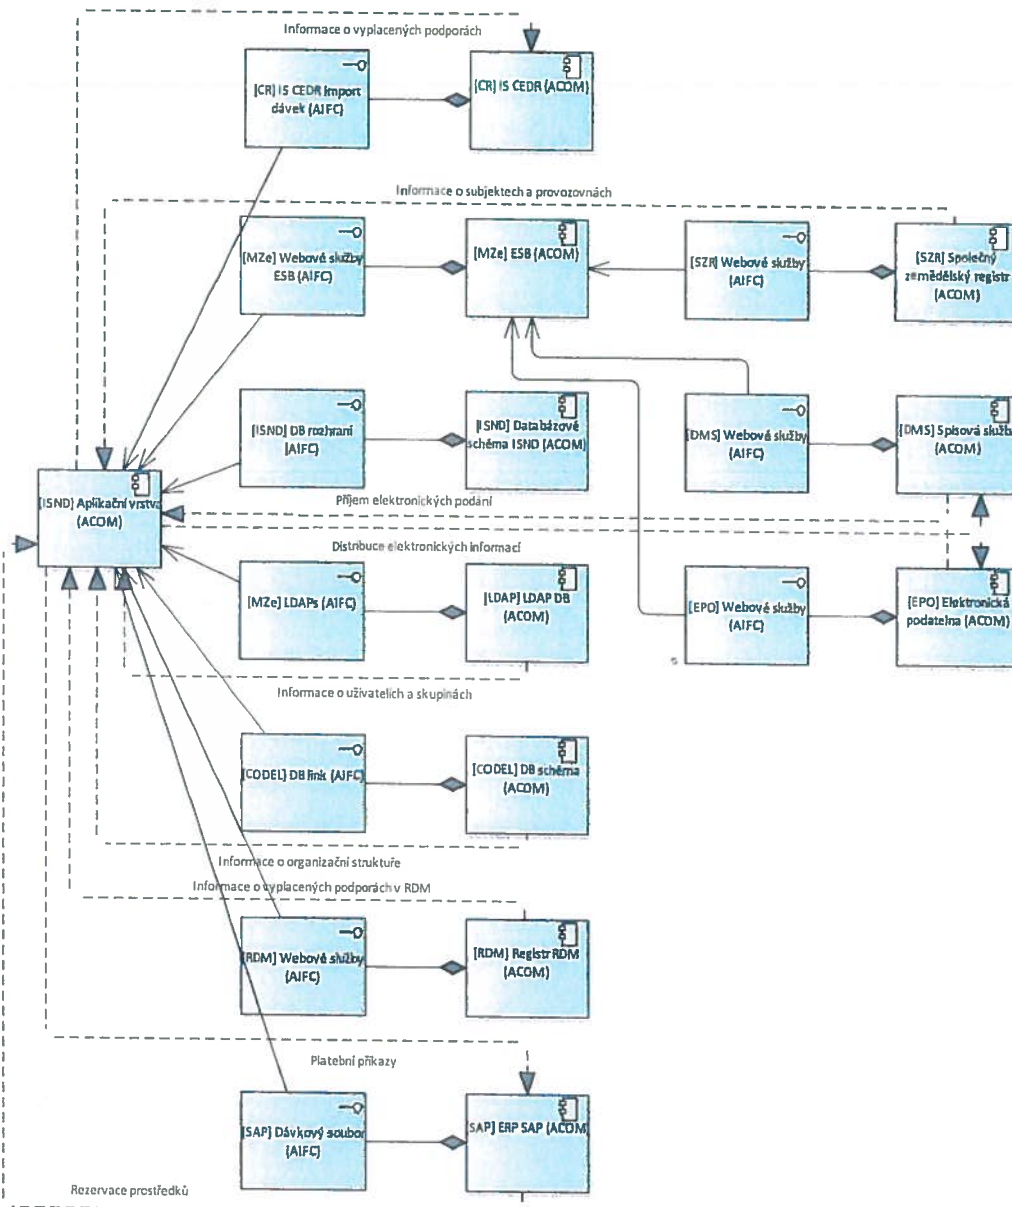 Informace o vyplacených podporách
[CR] IS CEDR import
dávek (AIFC)
[CR] IS CEDR (ACOM)
Informace o subjektech a provozovnách
[MZe] Webové služby
ESB (AIFC)
[MZe] ESB (ACOM)
[SZR] Webové služby
(AIFC)
[SZR] Společný
zemědělský registr
(ACOM)
[ISND] DB rozhraní
(AIFC)
[ISND] Databázové
schéma ISND (ACOM)
[DMS] Webové služby
(AIFC)
[DMS] Spisová služb
(ACOM)
[ISND] Aplikační vrstva
(ACOM)
Příjem elektronických podání
Distribuce elektronických informací
[MZe] LDAPs (AIFC)
[LDAP] LDAP DB
(ACOM)
[EPO] Webové služby
(AIFC)
[EPO] Elektronická
podatelna (ACOM)
Informace o uživatelích a skupinách
[CODEL] DB link (AIFC)
[CODEL] DB schéma
(ACOM)
Informace o organizační struktuře
Informace o vyplacených podporách v RDM
[RDM] Webové služby
(AIFC)
[RDM] Registr RDM
(ACOM)
Platební příkazy
[SAP] Dávkový soubor
(AIFC)
SAP] ERP SAP (ACOM)
Rezervace prostředků